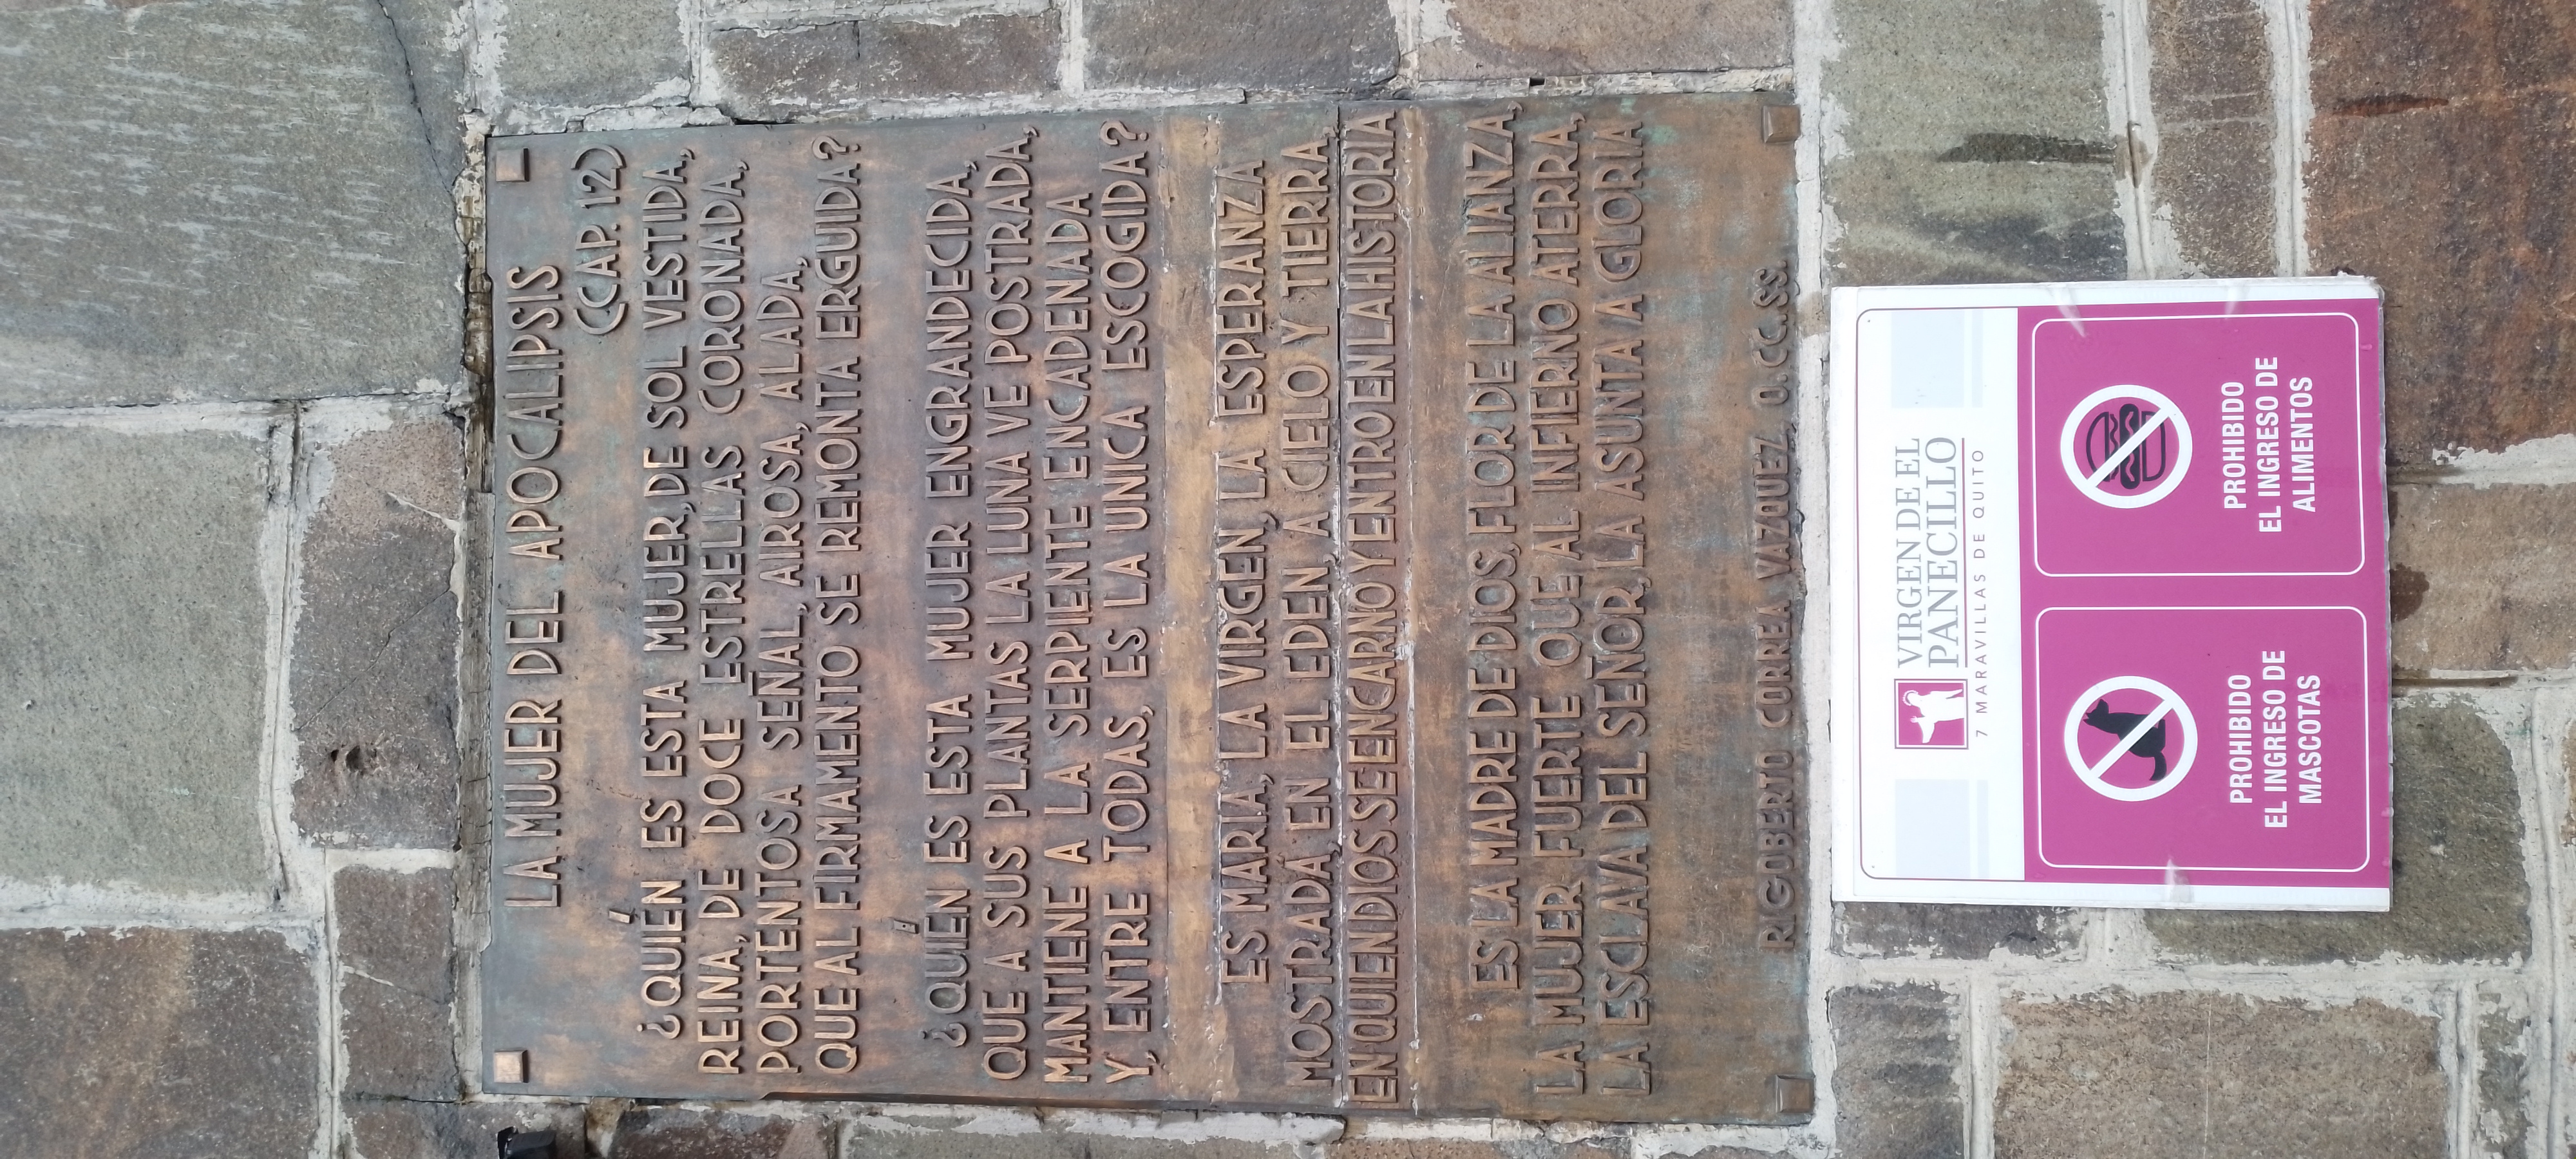 LA MUJER DEL APOCALIPSIS
(CAP. 12)
¿QUIÉN ES ESTA MUJER, DE SOL VESTIDA,
REINA, DE DOCE ESTRELLAS CORONADA,
PORTENTOSA SEÑAL, AIROSA, ALADA,
QUE AL FIRMAMENTO SE REMONTA ERGUIDA?
¿QUIÉN ES ESTA MUJER ENGRANDECIDA,
QUE A SUS PLANTAS LA LUNA VE POSTRADA,
MANTIENE A LA SERPIENTE ENCADENADA
Y, ENTRE TODAS, ES LA UNICA ESCOGIDA?
ES MARIA, LA VIRGEN, LA ESPERANZA
MOSTRADA EN EL EDEN, A CIELO Y TIERRA,
EN QUIEN DIOS SE ENCARNO Y ENTRO EN LA HISTORIA
ES LA MADRE DE DIOS, FLOR DE LA ALIANZA,
LA MUJER FUERTE QUE AL INFIERNO ATERRA,
LA ESCLAVA DEL SEÑOR, LA ASUNTA A GLORIA
RIGOBERTO CORREA VAZQUEZ, O.CC.SS.
VIRGEN DE EL
PANECILLO
7 MARAVILLAS DE QUITO
PROHIBIDO
EL INGRESO DE
MASCOTAS
PROHIBIDO
EL INGRESO DE
ALIMENTOS